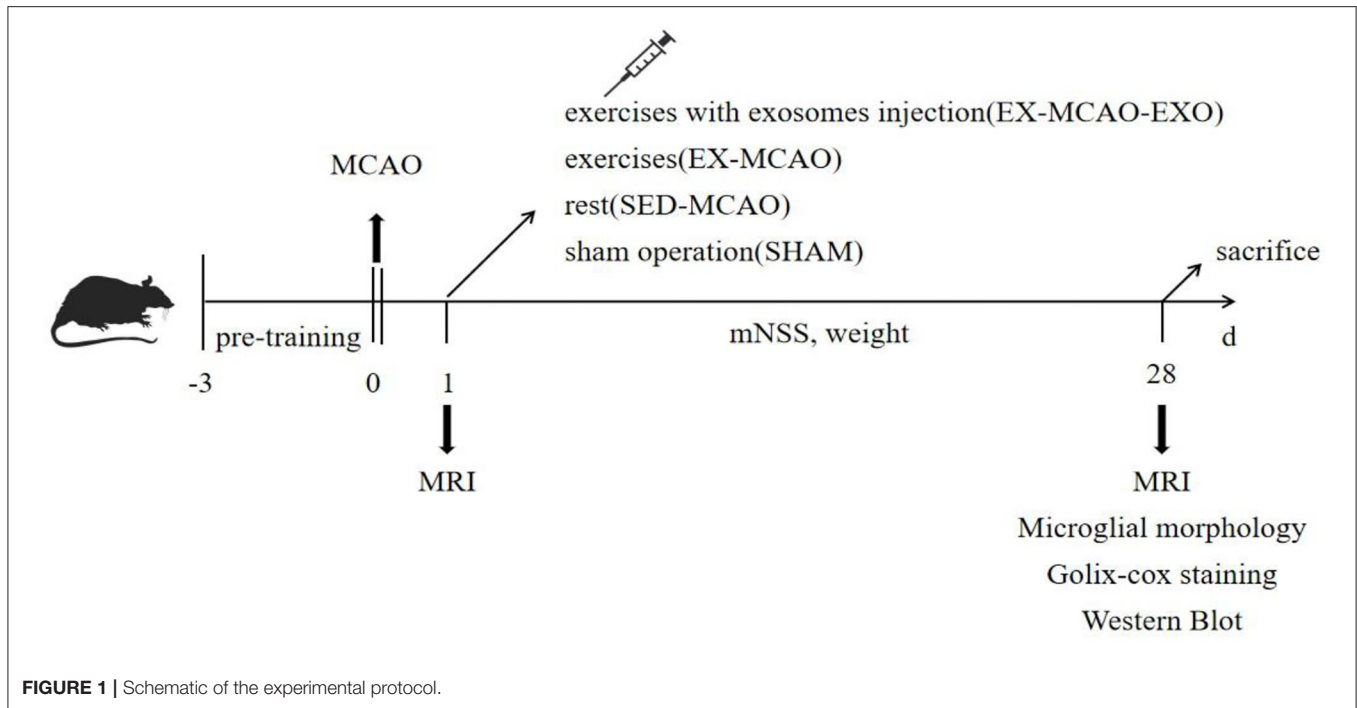 exercises with exosomes injection(EX-MCAO-EXO)
exercises(EX-MCAO)
rest(SED-MCAO)
sham operation(SHAM)
MCAO
sacrifice
pre-training
mNSS, weight
d
-3
0
1
28
MRI
MRI
Microglial morphology
Golix-cox staining
Western Blot
FIGURE 1 | Schematic of the experimental protocol.